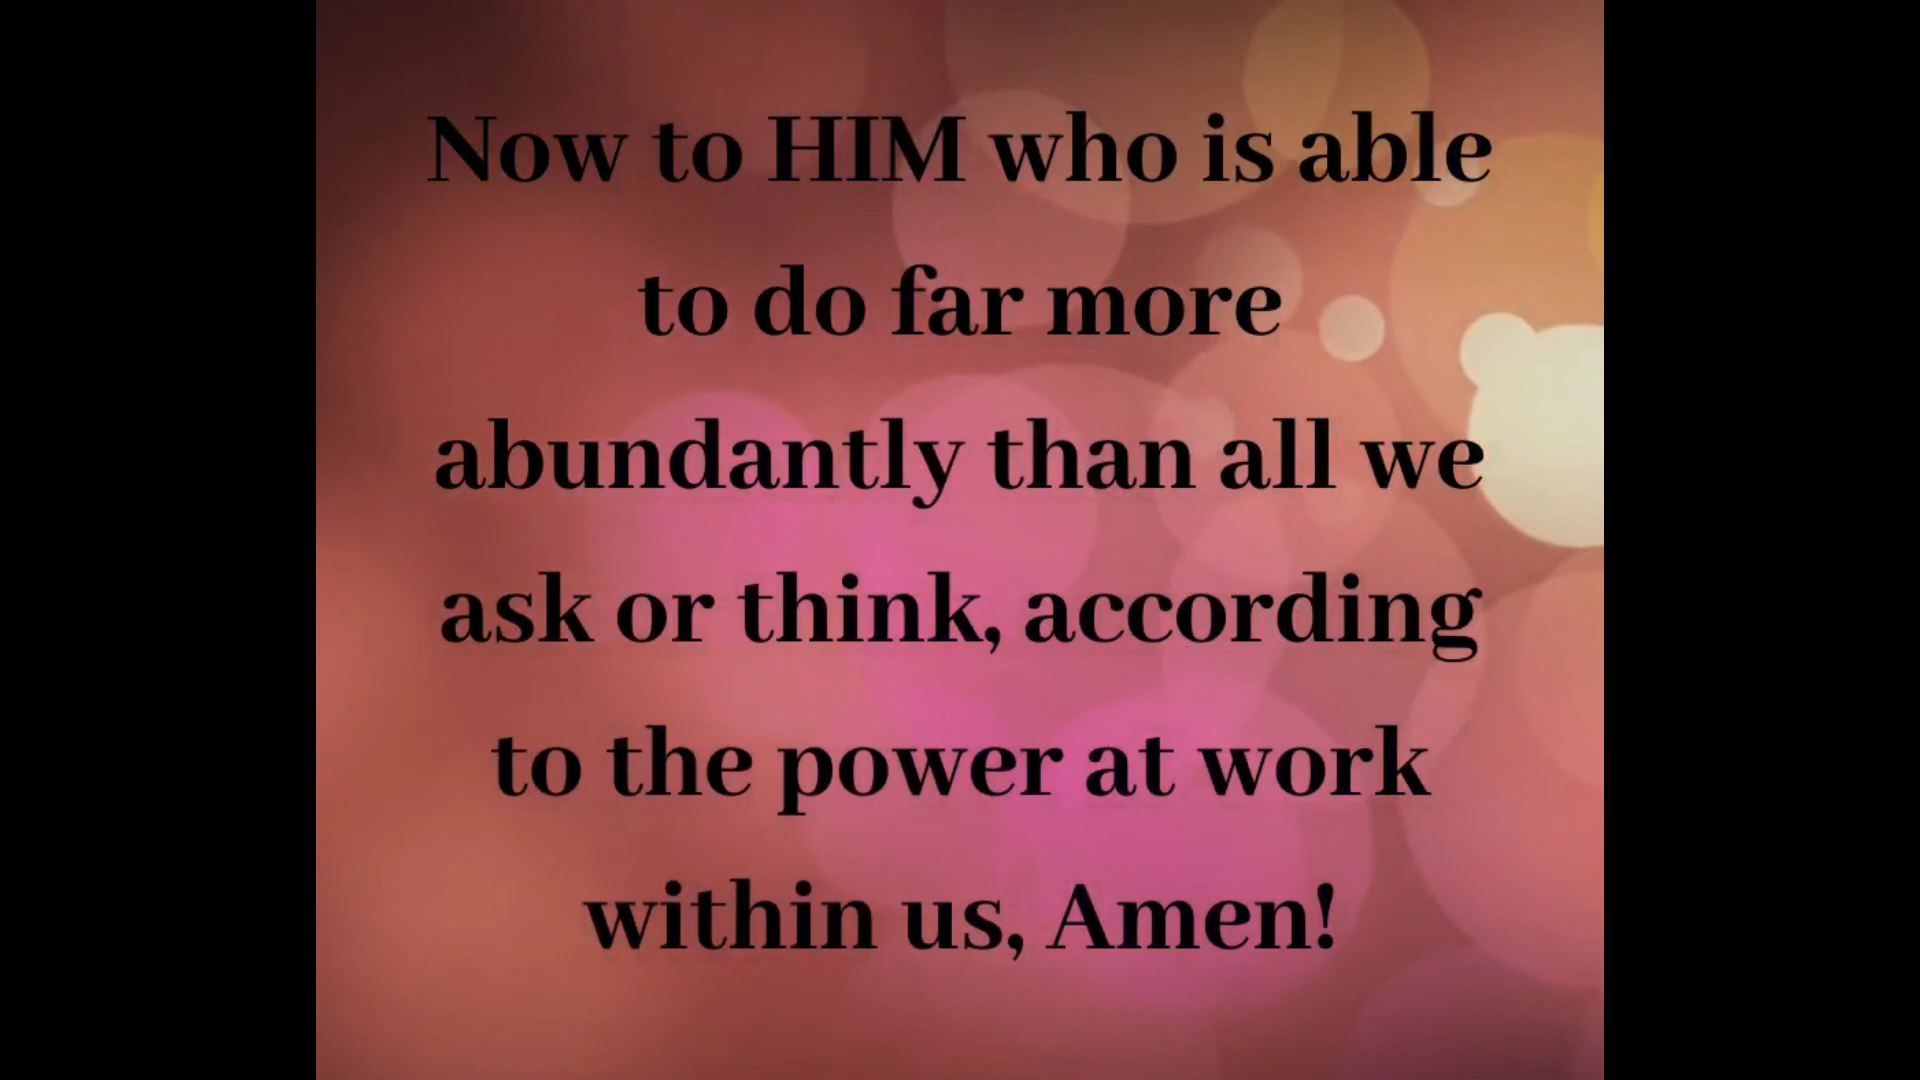 Now to HIM who is able
to do far more
abundantly than all we
ask or think, according
to the power at work
within us, Amen!